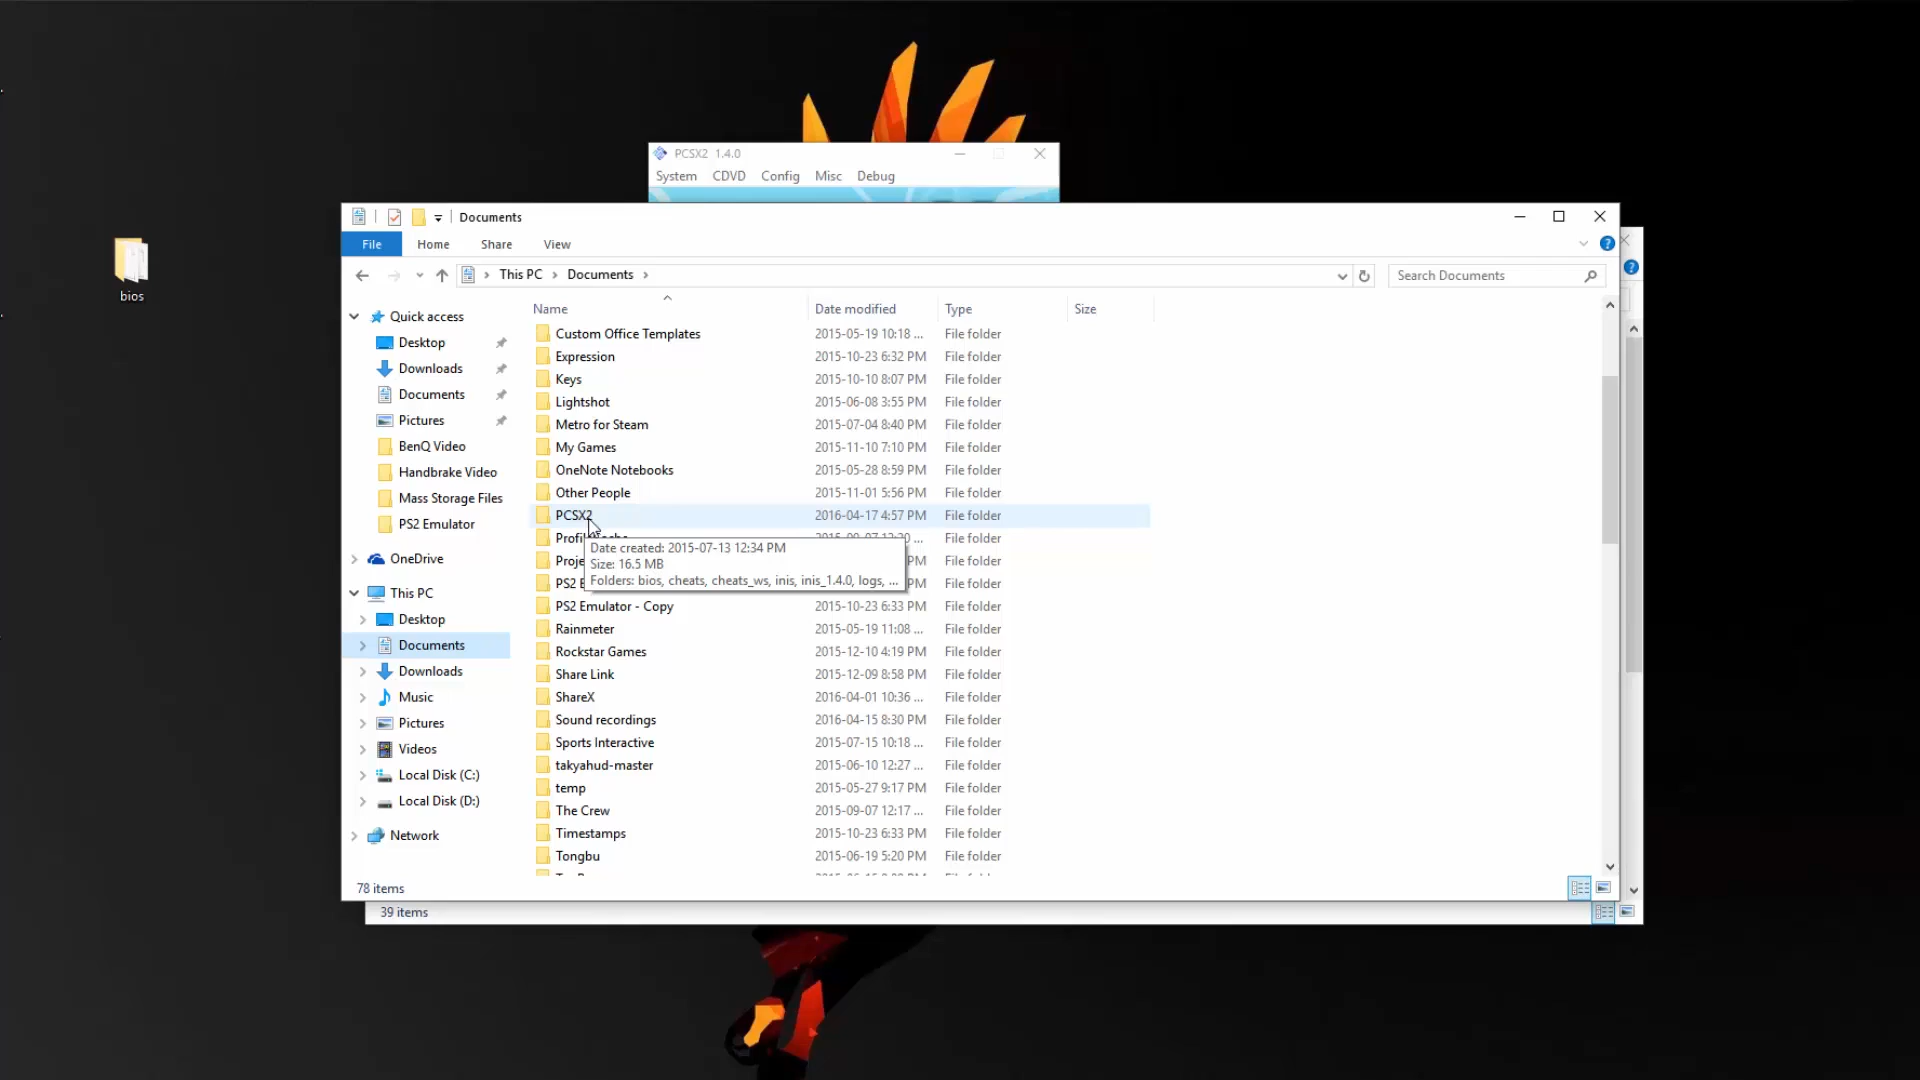 bios
PCSX2 1.4.0
System CDVD Config Misc Debug
Documents
File Home Share View
This PC Documents
Search Documents
Quick access
Desktop
Downloads
Documents
Pictures
BenQ Video
Handbrake Video
Mass Storage Files
PS2 Emulator
OneDrive
This PC
Desktop
Documents
Downloads
Music
Pictures
Videos
Local Disk (C:)
Local Disk (D:)
Network
Name Date modified Type Size
Custom Office Templates 2015-05-19 10:18 ... File folder
Expression 2015-10-23 6:32 PM File folder
Keys 2015-10-10 8:07 PM File folder
Lightshot 2015-06-08 3:55 PM File folder
Metro for Steam 2015-07-04 8:40 PM File folder
My Games 2015-11-10 7:10 PM File folder
OneNote Notebooks 2015-05-28 8:59 PM File folder
Other People 2015-11-01 5:56 PM File folder
PCSX2 2016-04-17 4:57 PM File folder
File folder
Date created: 2015-07-13 12:34 PM
Size: 16.5 MB
Folders: bios, cheats, cheats_ws, inis, inis_1.4.0, logs, ...
PM File folder
PS2 PM File folder
PS2 Emulator - Copy 2015-10-23 6:33 PM File folder
Rainmeter 2015-05-19 11:08 ... File folder
Rockstar Games 2015-12-10 4:19 PM File folder
Share Link 2015-12-09 8:58 PM File folder
ShareX 2016-04-01 10:36 ... File folder
Sound recordings 2016-04-15 8:30 PM File folder
Sports Interactive 2015-07-15 10:18 ... File folder
takyahud-master 2015-06-10 12:27 ... File folder
temp 2015-05-27 9:17 PM File folder
The Crew 2015-09-07 12:17 ... File folder
Timestamps 2015-10-23 6:33 PM File folder
Tongbu 2015-06-19 5:20 PM File folder
78 items
39 items